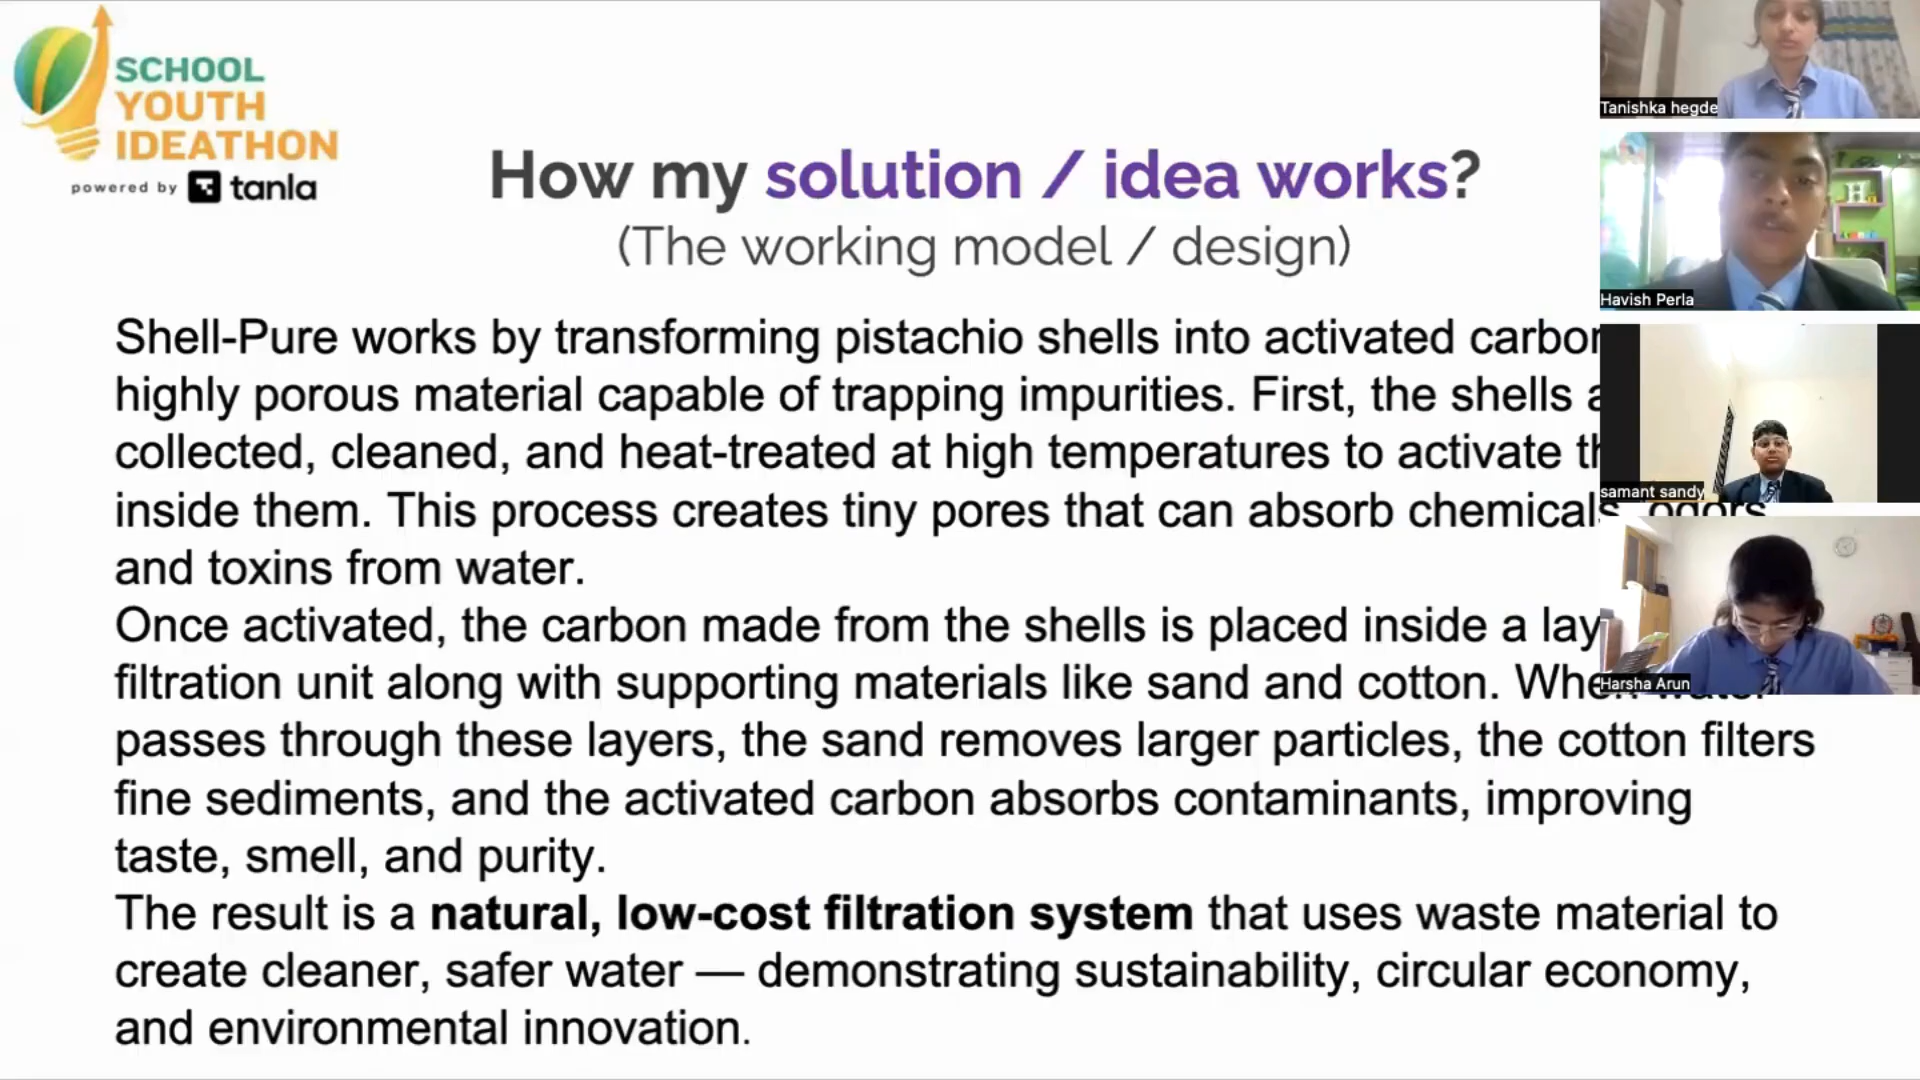 SCHOOL
YOUTH
IDEATHON
powered by tanla
How my solution / idea works?
(The working model / design)
Shell-Pure works by transforming pistachio shells into activated
highly porous material capable of trapping impurities. First, the shells
collected, cleaned, and heat-treated at high temperatures to activate
inside them. This process creates tiny pores that can absorb chemicals, odors
and toxins from water.
Once activated, the carbon made from the shells is placed inside a
filtration unit along with supporting materials like sand and cotton. When water
passes through these layers, the sand removes larger particles, the cotton filters
fine sediments, and the activated carbon absorbs contaminants, improving
taste, smell, and purity.
The result is a natural, low-cost filtration system that uses waste material to
create cleaner, safer water — demonstrating sustainability, circular economy,
and environmental innovation.
Tanishka hegde
Havish Perla
H
samant sandy
Harsha Arun